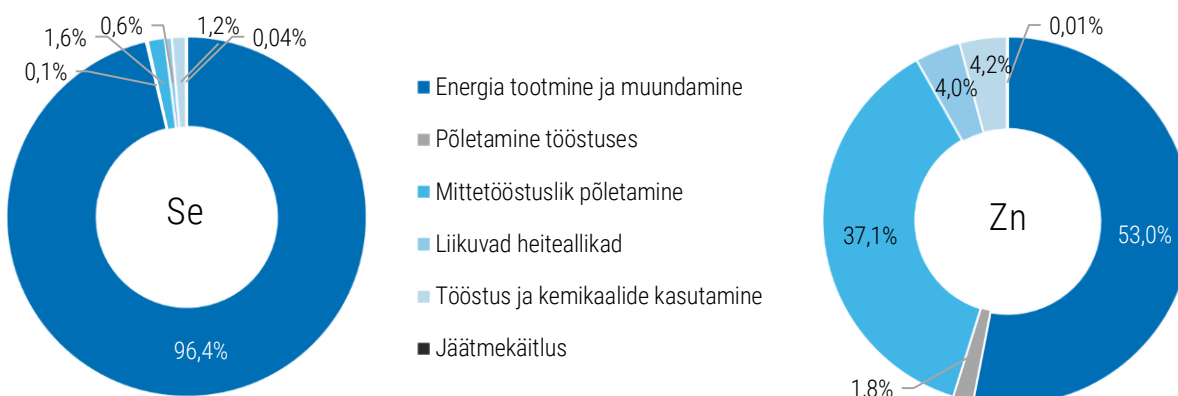 0,6%
1,2%
1,6%
0,04%
0,1%
Se
96,4%
Energia tootmine ja muundamine
Põletamine tööstuses
Mittetööstuslik põletamine
Liikuvad heiteallikad
Tööstus ja kemikaalide kasutamine
Jäätmekäitlus
0,01%
4,2%
4,0%
37,1%
Zn
53,0%
1,8%